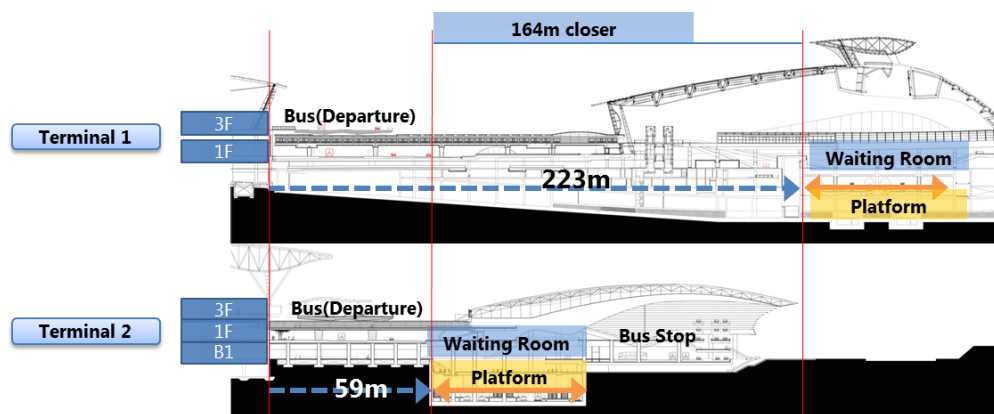 164m closer
Bus(Departure)
3F
Terminal 1
1F
Waiting Room
223m
Platform
Bus(Departure)
3F
Terminal 2
1F
Bus Stop
Waiting Room
B1
59m
Platform